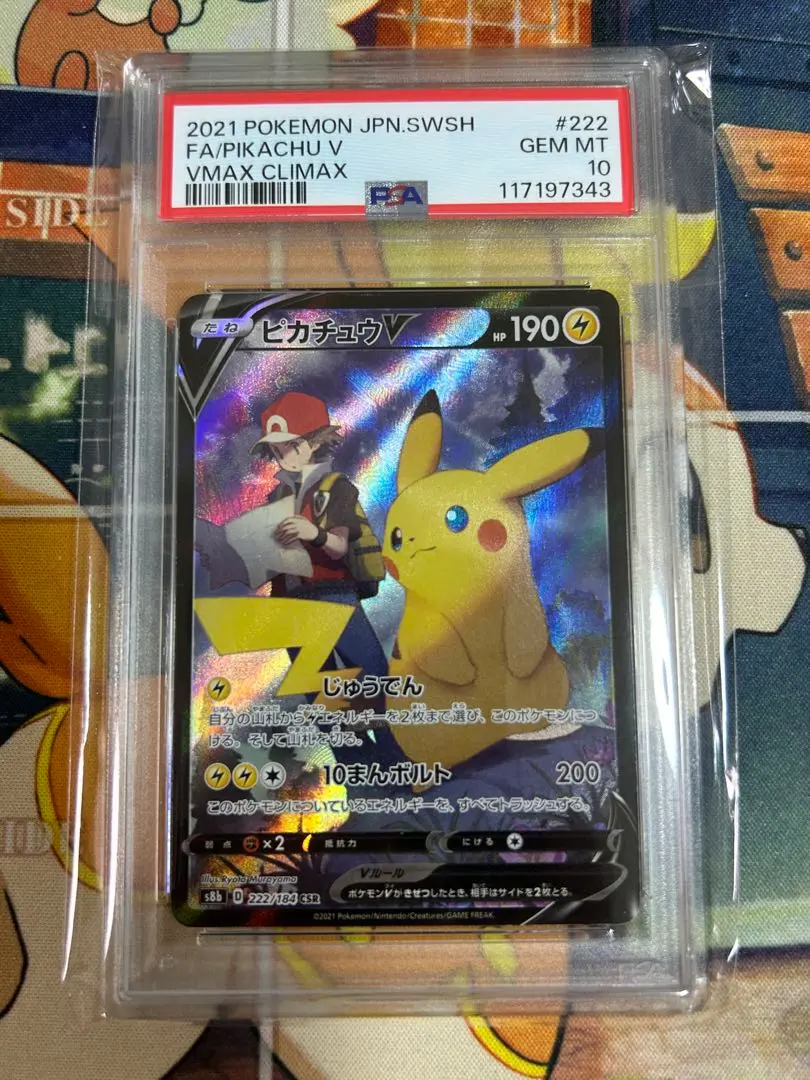 2021 POKEMON JPN.SWSH #222
FA/PIKACHU V GEM MT
VMAX CLIMAX 10
PSA 117197343
SIDE
たね ピカチュウV HP 190
じゅうでん
自分の山札からエネルギーを2枚まで選び、このポケモンにつ
ける。そして山札を切る。
10まんボルト 200
このポケモンについているエネルギーを、すべてトラッシュする。
弱点 ×2 抵抗力 にげる
Vルール
ポケモンVがきぜつしたとき、相手はサイドを2枚とる。
Illus. Ryota Murayama
s8b D 222/184 CSR
©2021 Pokémon/Nintendo/Creatures/GAME FREAK.